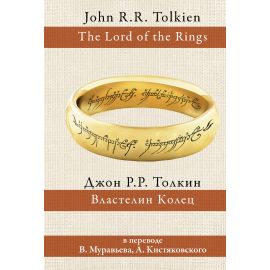 John R.R. Tolkien
The Lord of the Rings
Джон Р.Р. Толкин
Властелин Колец
в переводе
В. Муравьева, А. Кистяковского